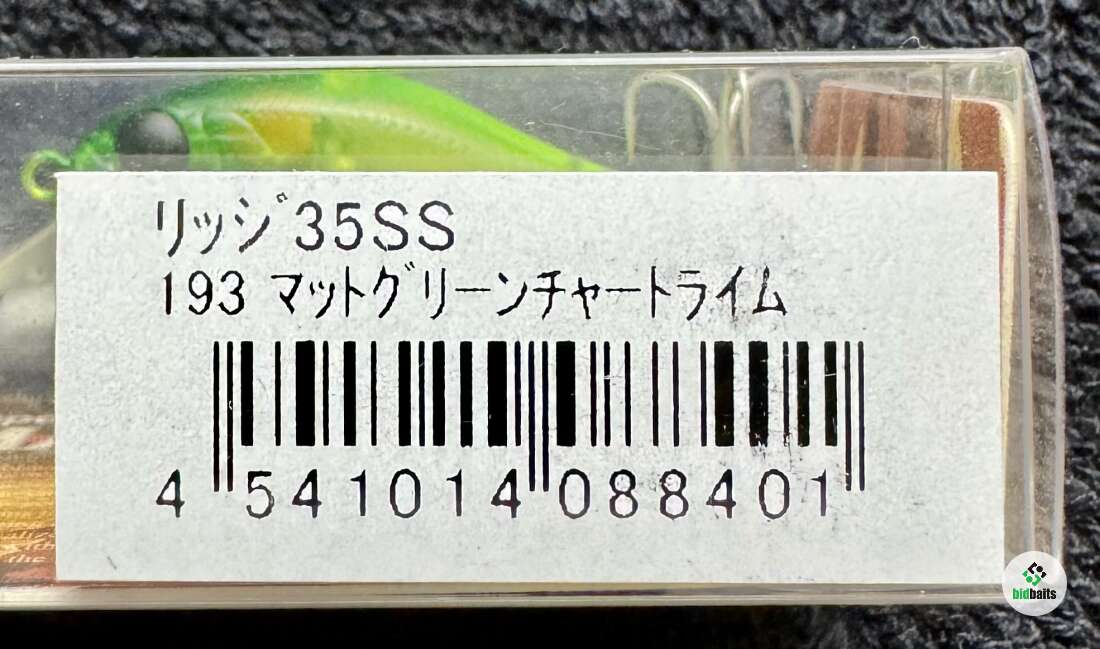 リッジ35SS
193 マットグリーンチャートライム
4 541014 088401
bidbaits